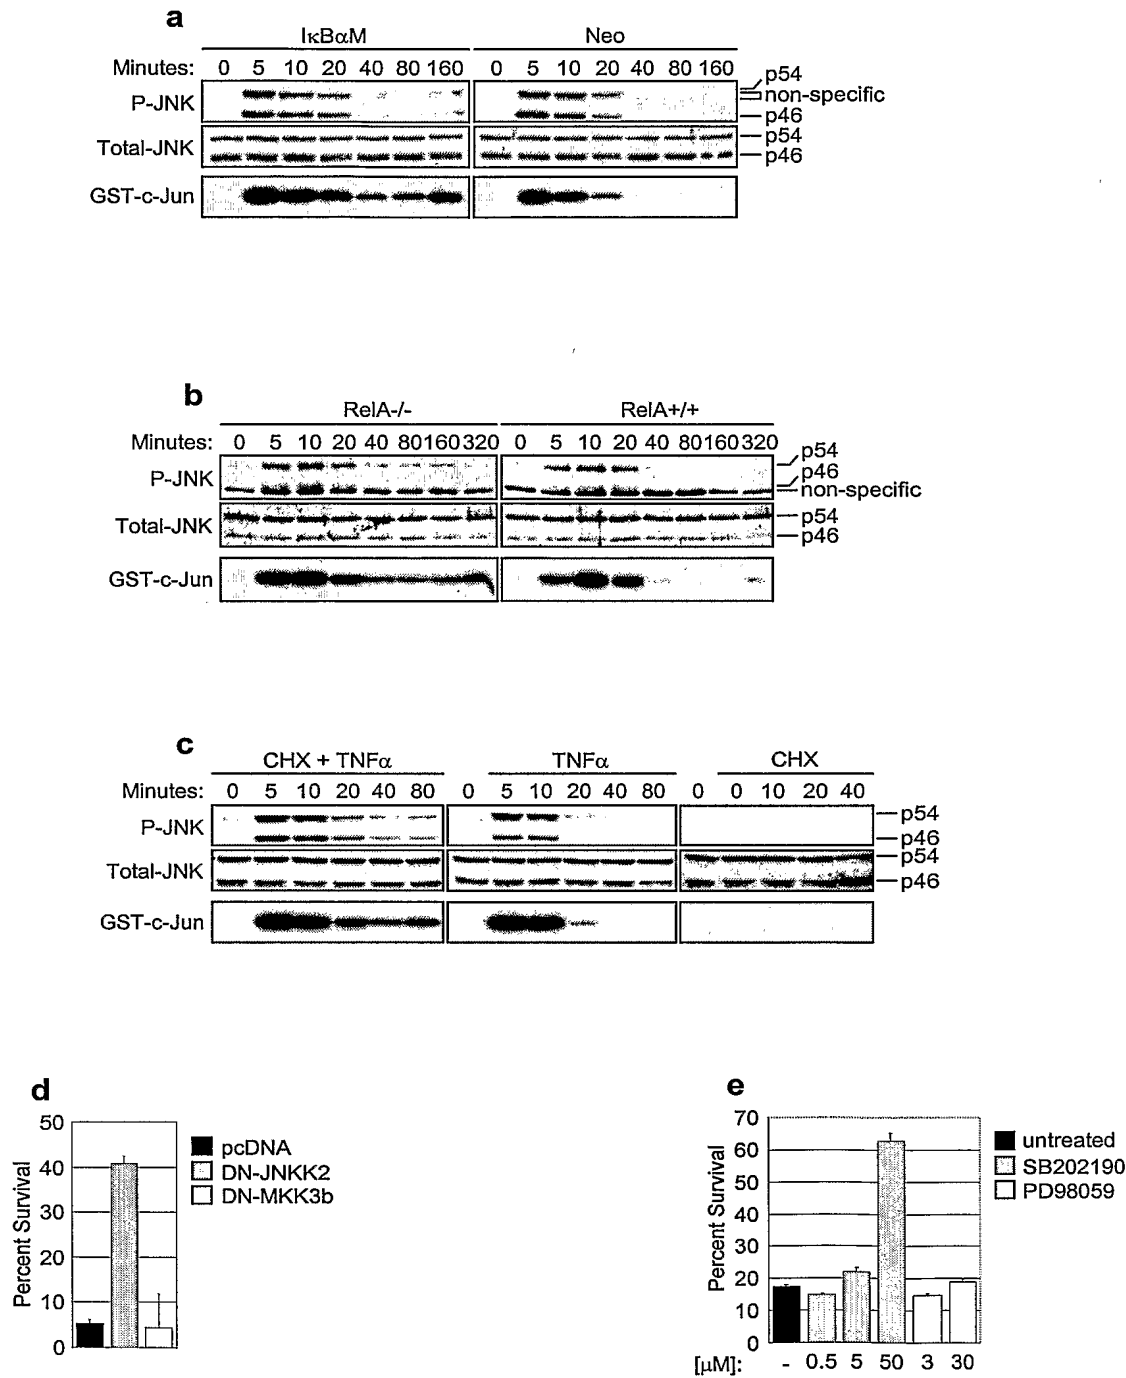 a
IκBαM Neo
Minutes: 0 5 10 20 40 80 160 0 5 10 20 40 80 160
p54
P-JNK non-specific
p46
Total-JNK p54
p46
GST-c-Jun
b
RelA-/- RelA+/+
Minutes: 0 5 10 20 40 80 160 320 0 5 10 20 40 80 160 320
p54
P-JNK p46
non-specific
Total-JNK p54
p46
GST-c-Jun
c
CHX + TNFα TNFα CHX
Minutes: 0 5 10 20 40 80 0 5 10 20 40 80 0 0 10 20 40
P-JNK p54
p46
Total-JNK p54
p46
GST-c-Jun
d
Percent Survival
50
40
30
20
10
0
pcDNA
DN-JNKK2
DN-MKK3b
e
Percent Survival
70
60
50
40
30
20
10
0
[μM]: - 0.5 5 50 3 30
untreated
SB202190
PD98059